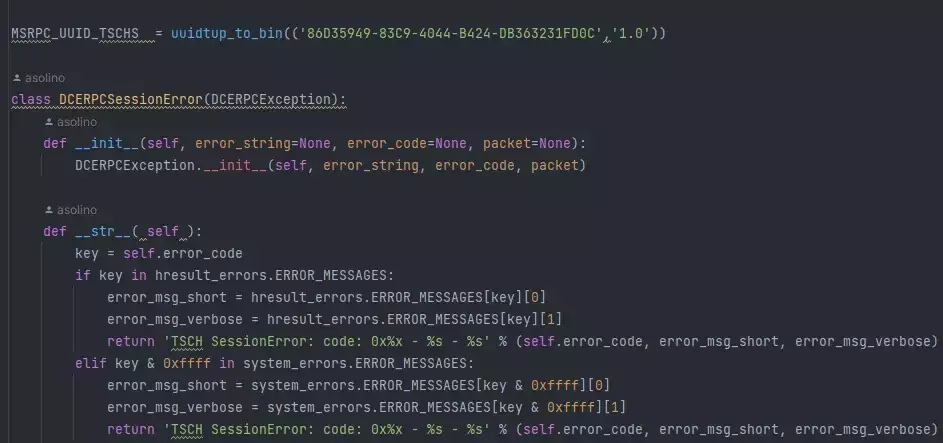 MSRPC_UUID_TSCHS  = uuidtup_to_bin(('86D35949-83C9-4044-B424-DB363231FD0C','1.0'))
asolino
class DCERPCSessionError(DCERPCException):
asolino
def __init__(self, error_string=None, error_code=None, packet=None):
DCERPCException.__init__(self, error_string, error_code, packet)
asolino
def __str__( self ):
key = self.error_code
if key in hresult_errors.ERROR_MESSAGES:
error_msg_short = hresult_errors.ERROR_MESSAGES[key][0]
error_msg_verbose = hresult_errors.ERROR_MESSAGES[key][1]
return 'TSCH SessionError: code: 0x%x - %s - %s' % (self.error_code, error_msg_short, error_msg_verbose)
elif key & 0xffff in system_errors.ERROR_MESSAGES:
error_msg_short = system_errors.ERROR_MESSAGES[key & 0xffff][0]
error_msg_verbose = system_errors.ERROR_MESSAGES[key & 0xffff][1]
return 'TSCH SessionError: code: 0x%x - %s - %s' % (self.error_code, error_msg_short, error_msg_verbose)